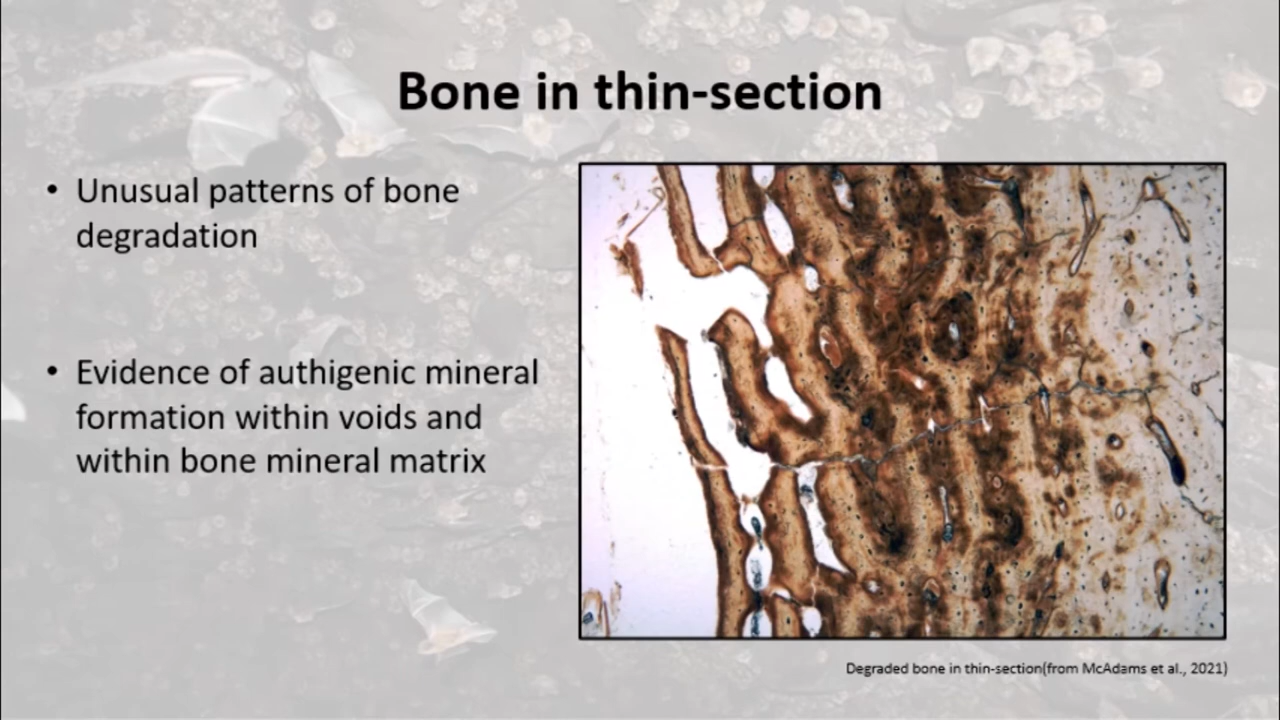 Bone in thin-section
• Unusual patterns of bone
degradation
• Evidence of authigenic mineral
formation within voids and
within bone mineral matrix
Degraded bone in thin-section(from McAdams et al., 2021)